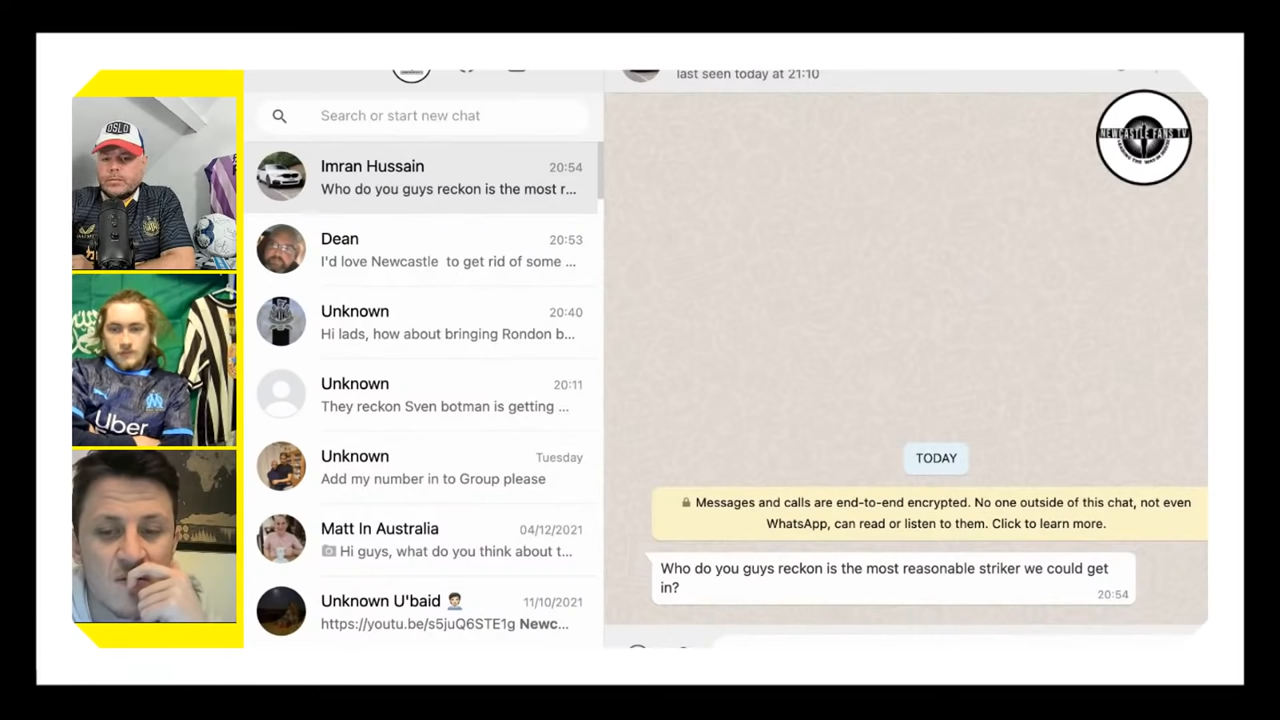 OSLO
Uber
Search or start new chat
Imran Hussain
20:54
Who do you guys reckon is the most r...
Dean
20:53
I'd love Newcastle to get rid of some ...
Unknown
20:40
Hi lads, how about bringing Rondon b...
Unknown
20:11
They reckon Sven botman is getting ...
Unknown
Tuesday
Add my number in to Group please
Matt In Australia
04/12/2021
Hi guys, what do you think about t...
Unknown U'baid
11/10/2021
https://youtu.be/s5juQ6STE1g Newc...
last seen today at 21:10
NEWCASTLE FANS TV
TODAY
Messages and calls are end-to-end encrypted. No one outside of this chat, not even
WhatsApp, can read or listen to them. Click to learn more.
Who do you guys reckon is the most reasonable striker we could get
in?
20:54